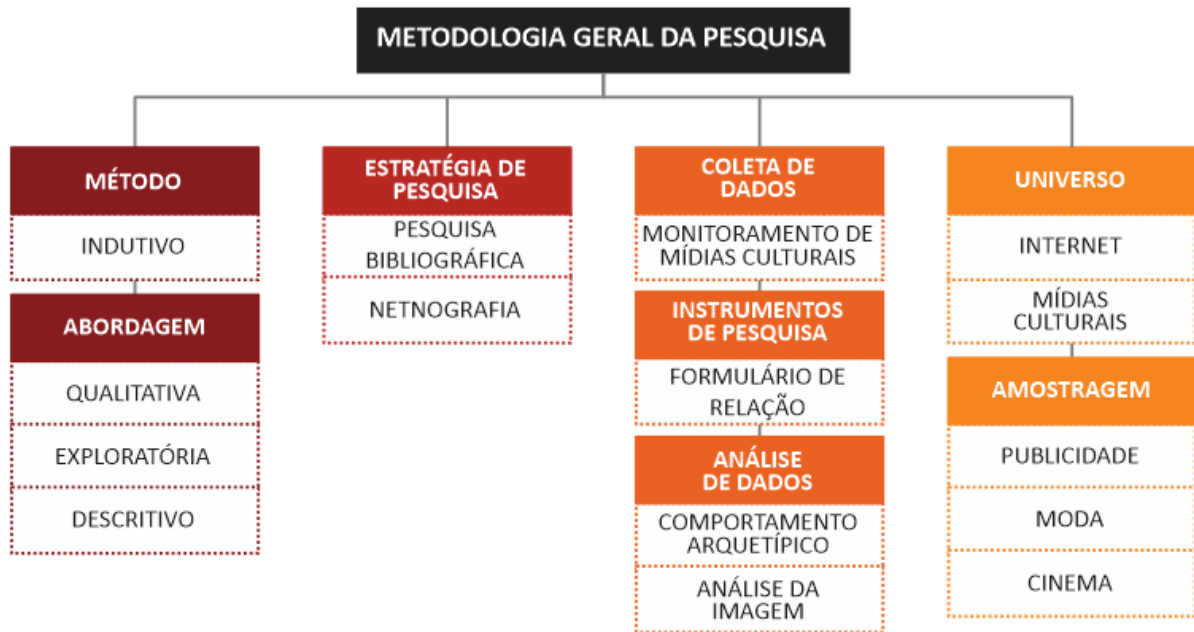 METODOLOGIA GERAL DA PESQUISA
MÉTODO
INDUTIVO
ABORDAGEM
QUALITATIVA
EXPLORATÓRIA
DESCRITIVO
ESTRATÉGIA DE
PESQUISA
PESQUISA
BIBLIOGRÁFICA
NETNOGRAFIA
COLETA DE
DADOS
MONITORAMENTO DE
MÍDIAS CULTURAIS
INSTRUMENTOS
DE PESQUISA
FORMULÁRIO DE
RELAÇÃO
ANÁLISE
DE DADOS
COMPORTAMENTO
ARQUETÍPICO
ANÁLISE DA
IMAGEM
UNIVERSO
INTERNET
MÍDIAS
CULTURAIS
AMOSTRAGEM
PUBLICIDADE
MODA
CINEMA